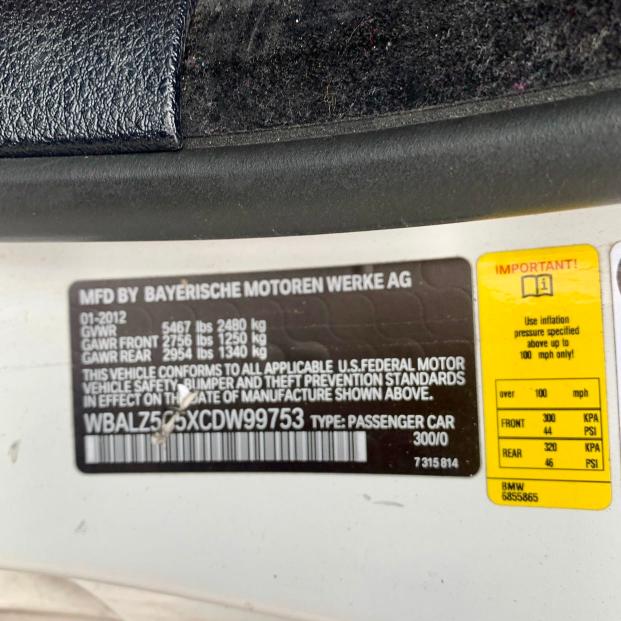 MFD BY BAYERISCHE MOTOREN WERKE AG
01-2012
GVWR 5467 lbs 2480 kg
GAWR FRONT 2756 lbs 1250 kg
GAWR REAR 2954 lbs 1340 kg
THIS VEHICLE CONFORMS TO ALL APPLICABLE U.S.FEDERAL MOTOR
VEHICLE SAFETY, BUMPER AND THEFT PREVENTION STANDARDS
IN EFFECT ON THE DATE OF MANUFACTURE SHOWN ABOVE.
TYPE: PASSENGER CAR
300/0
7 315 814
IMPORTANT!
i
Use inflation
pressure specified
above up to
100 mph only!
over 100 mph
FRONT 300 KPA
44 PSI
REAR 320 KPA
46 PSI
BMW
6855865